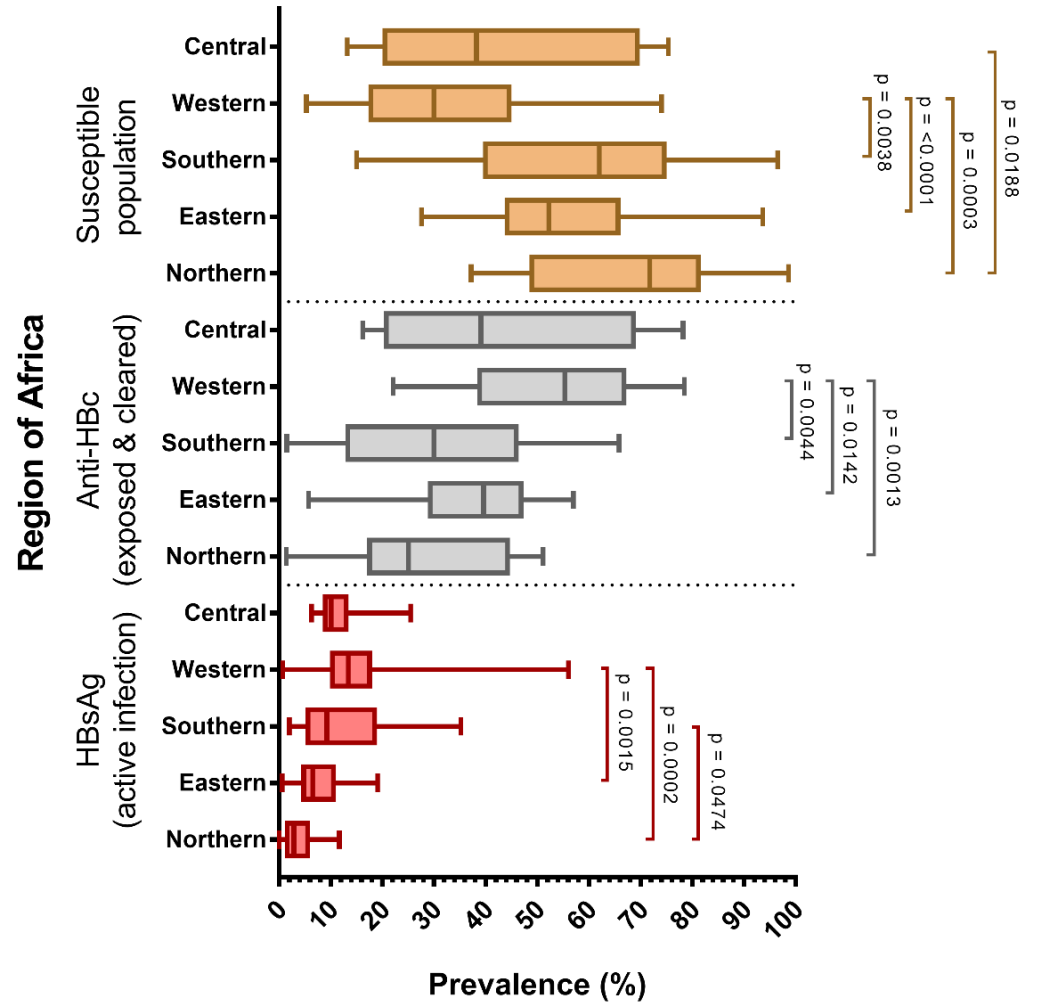 Region of Africa
Susceptible
population
Central
Western
Southern
Eastern
Northern
p = 0.0038
p = <0.0001
p = 0.0003
p = 0.0188
Anti-HBc
(exposed & cleared)
Central
Western
Southern
Eastern
Northern
p = 0.0044
p = 0.0142
p = 0.0013
HBsAg
(active infection)
Central
Western
Southern
Eastern
Northern
p = 0.0015
p = 0.0002
p = 0.0474
0 10 20 30 40 50 60 70 80 90 100
Prevalence (%)